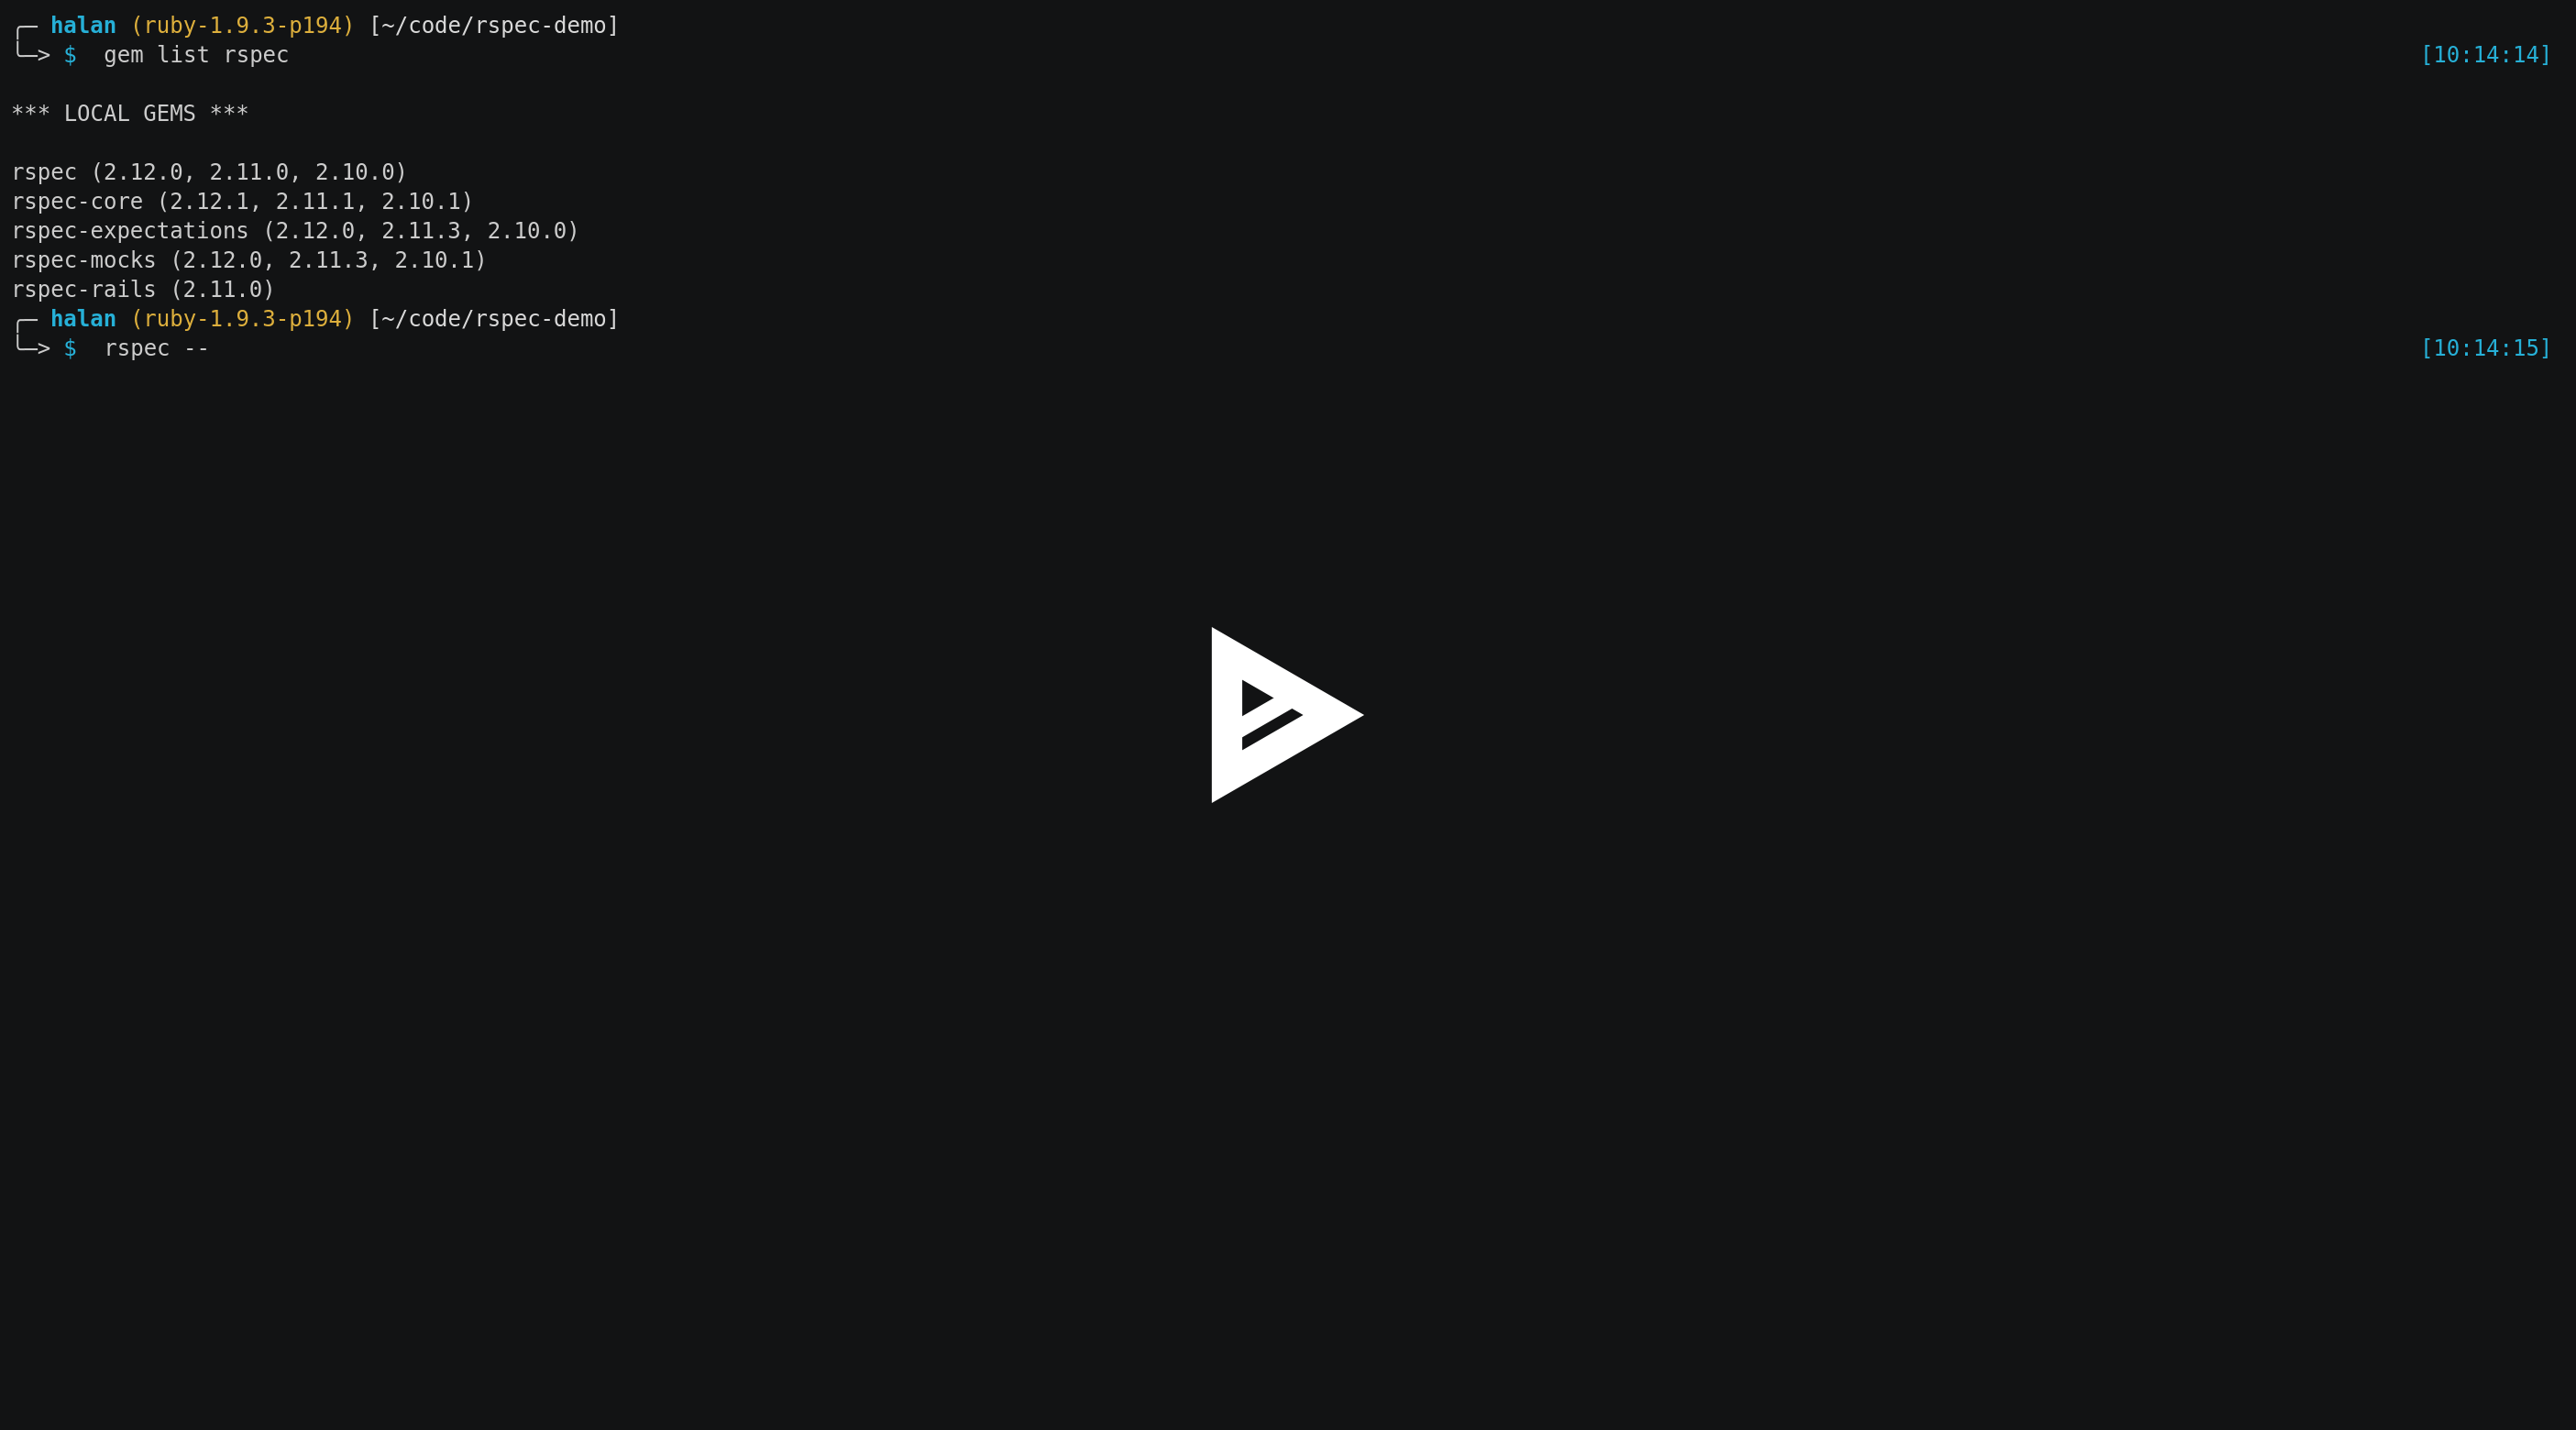 ╭─ halan (ruby-1.9.3-p194) [~/code/rspec-demo]
╰─> $  gem list rspec [10:14:14]
*** LOCAL GEMS ***
rspec (2.12.0, 2.11.0, 2.10.0)
rspec-core (2.12.1, 2.11.1, 2.10.1)
rspec-expectations (2.12.0, 2.11.3, 2.10.0)
rspec-mocks (2.12.0, 2.11.3, 2.10.1)
rspec-rails (2.11.0)
╭─ halan (ruby-1.9.3-p194) [~/code/rspec-demo]
╰─> $  rspec -- [10:14:15]